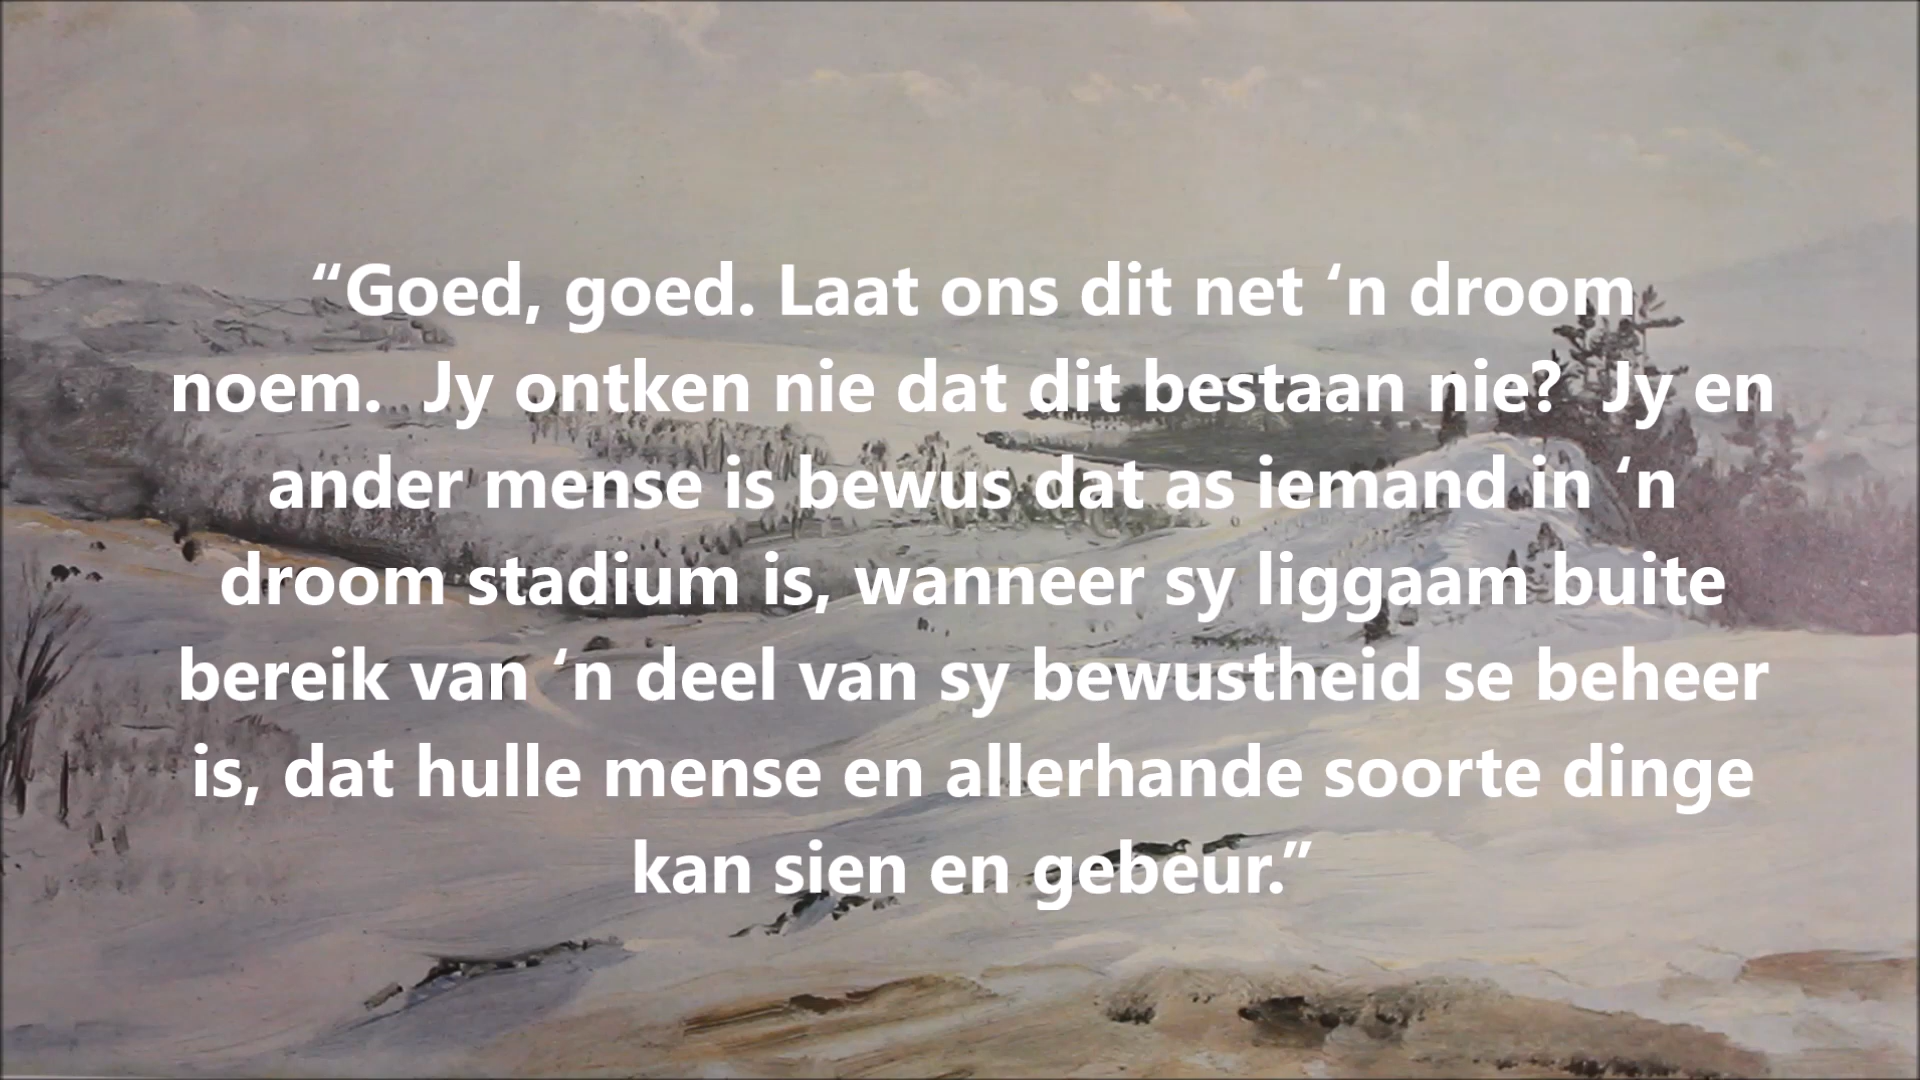 “Goed, goed. Laat ons dit net ‘n droom
noem.  Jy ontken nie dat dit bestaan nie?  Jy en
ander mense is bewus dat as iemand in ‘n
droom stadium is, wanneer sy liggaam buite
bereik van ‘n deel van sy bewustheid se beheer
is, dat hulle mense en allerhande soorte dinge
kan sien en gebeur.”